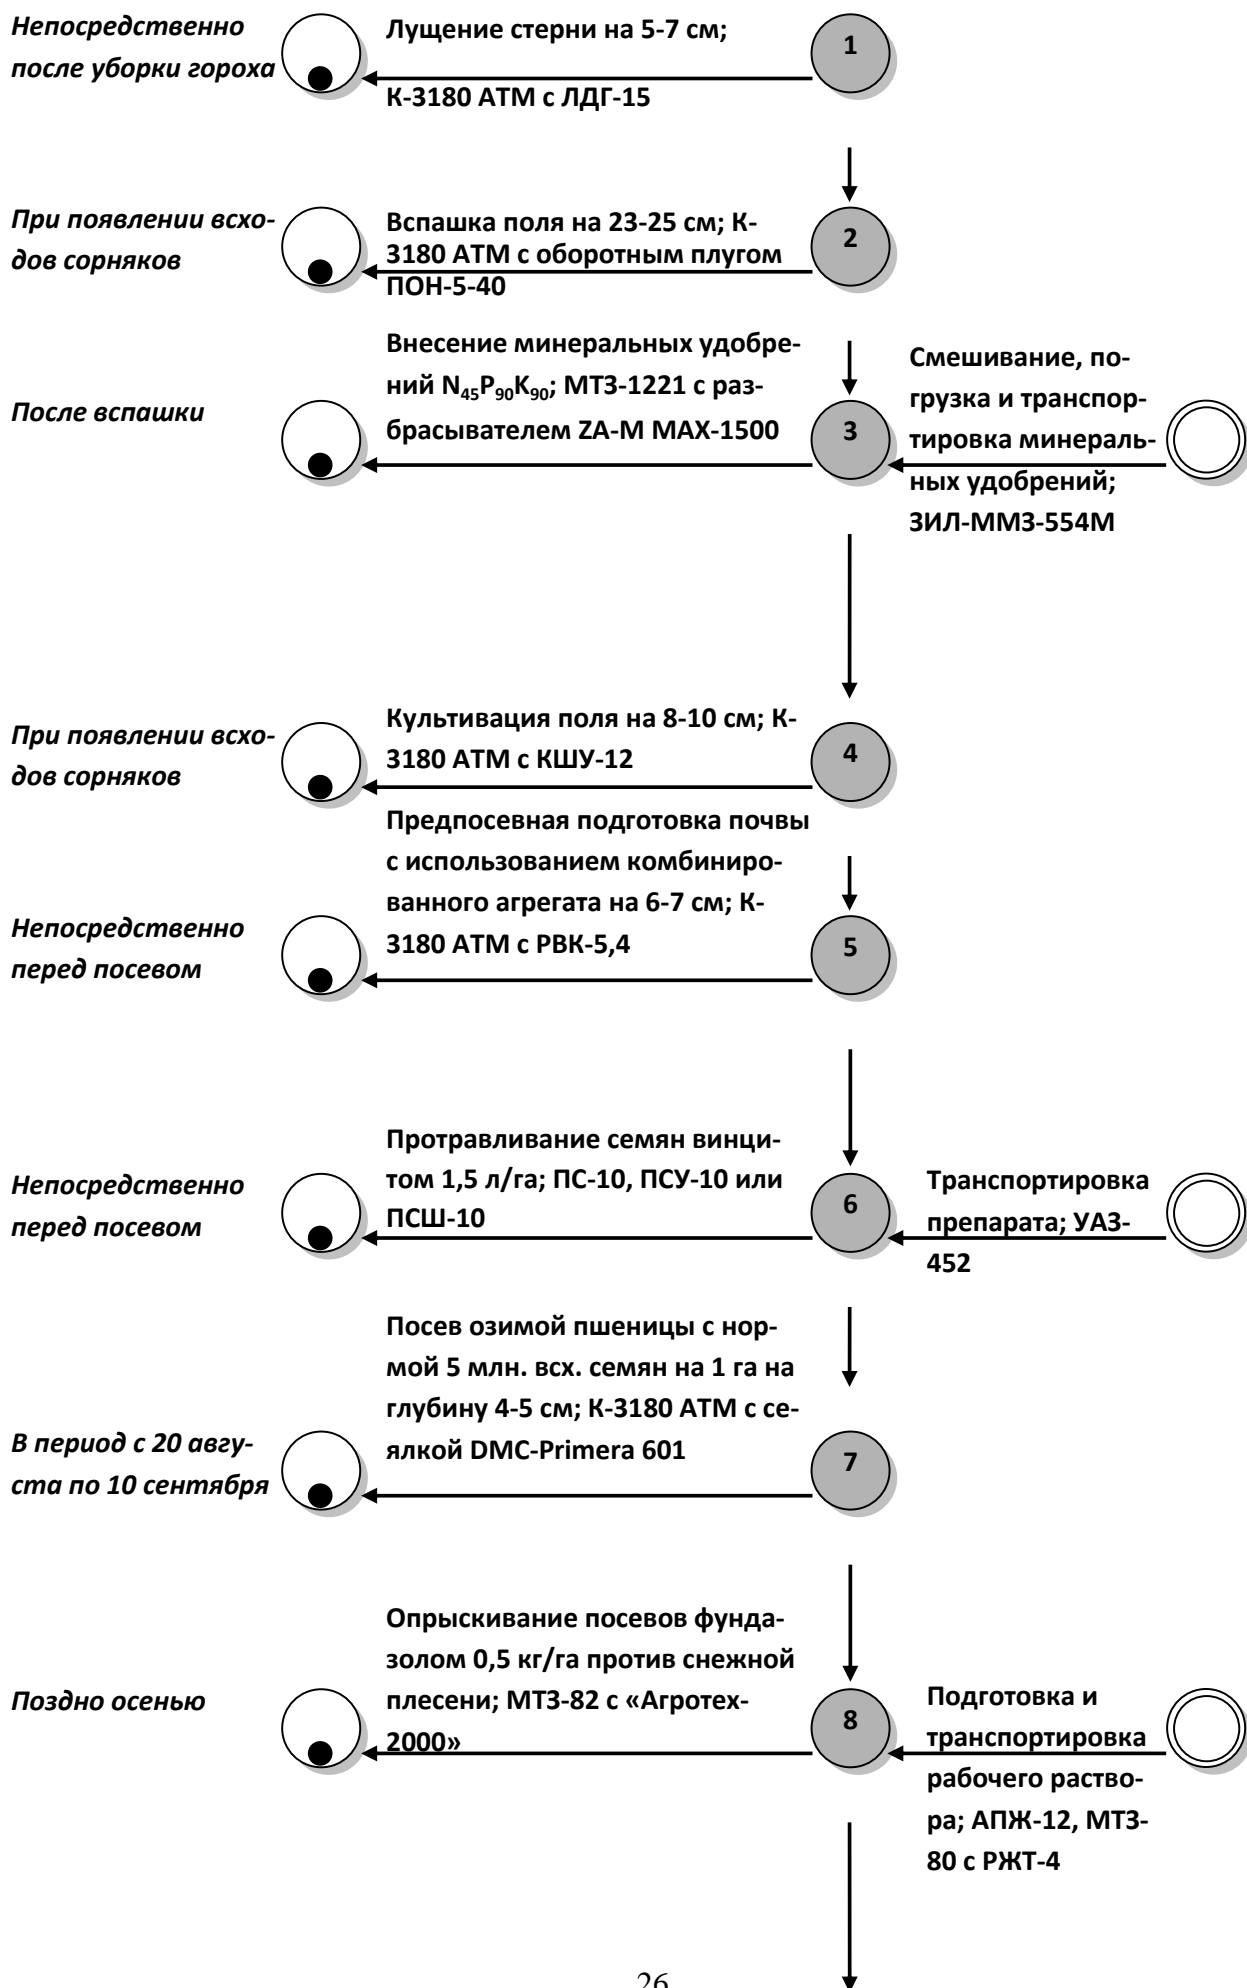 Непосредственно
после уборки гороха
Лущение стерни на 5-7 см;
К-3180 АТМ с ЛДГ-15
1
При появлении всхо-
дов сорняков
Вспашка поля на 23-25 см; К-
3180 АТМ с оборотным плугом
ПОН-5-40
2
После вспашки
Внесение минеральных удобре-
ний N₄₅P₉₀K₉₀; МТЗ-1221 с раз-
брасывателем ZA-M MAX-1500
3
Смешивание, по-
грузка и транспор-
тировка минераль-
ных удобрений;
ЗИЛ-ММЗ-554М
При появлении всхо-
дов сорняков
Культивация поля на 8-10 см; К-
3180 АТМ с КШУ-12
4
Непосредственно
перед посевом
Предпосевная подготовка почвы
с использованием комбиниро-
ванного агрегата на 6-7 см; К-
3180 АТМ с РВК-5,4
5
Непосредственно
перед посевом
Протравливание семян винци-
том 1,5 л/га; ПС-10, ПСУ-10 или
ПСШ-10
6
Транспортировка
препарата; УАЗ-
452
В период с 20 авгу-
ста по 10 сентября
Посев озимой пшеницы с нор-
мой 5 млн. всх. семян на 1 га на
глубину 4-5 см; К-3180 АТМ с се-
ялкой DMC-Primera 601
7
Поздно осенью
Опрыскивание посевов фунда-
золом 0,5 кг/га против снежной
плесени; МТЗ-82 с «Агротех-
2000»
8
Подготовка и
транспортировка
рабочего раство-
ра; АПЖ-12, МТЗ-
80 с РЖТ-4
26